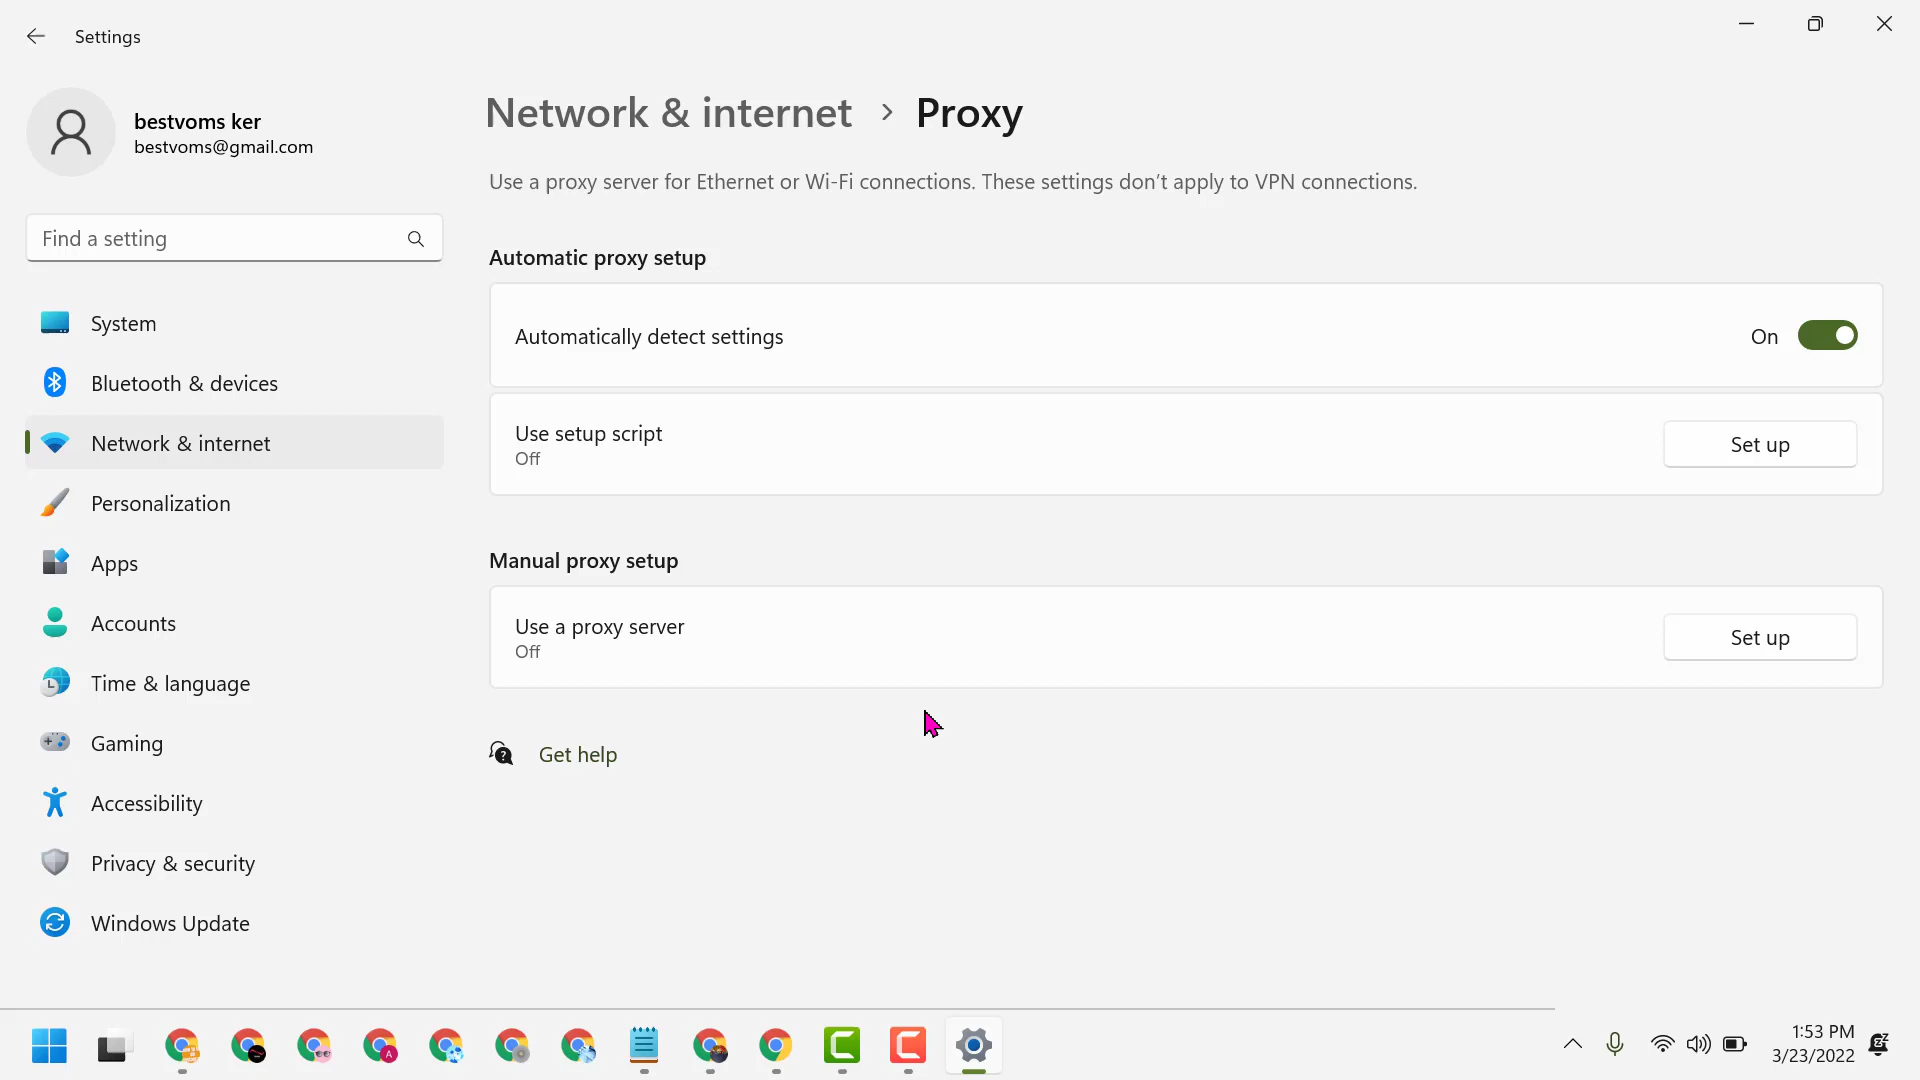 Settings
bestvoms ker
bestvoms@gmail.com
Find a setting
System
Bluetooth & devices
Network & internet
Personalization
Apps
Accounts
Time & language
Gaming
Accessibility
Privacy & security
Windows Update
Network & internet > Proxy
Use a proxy server for Ethernet or Wi-Fi connections. These settings don't apply to VPN connections.
Automatic proxy setup
Automatically detect settings On
Use setup script
Off
Set up
Manual proxy setup
Use a proxy server
Off
Set up
Get help
A
1:53 PM
3/23/2022